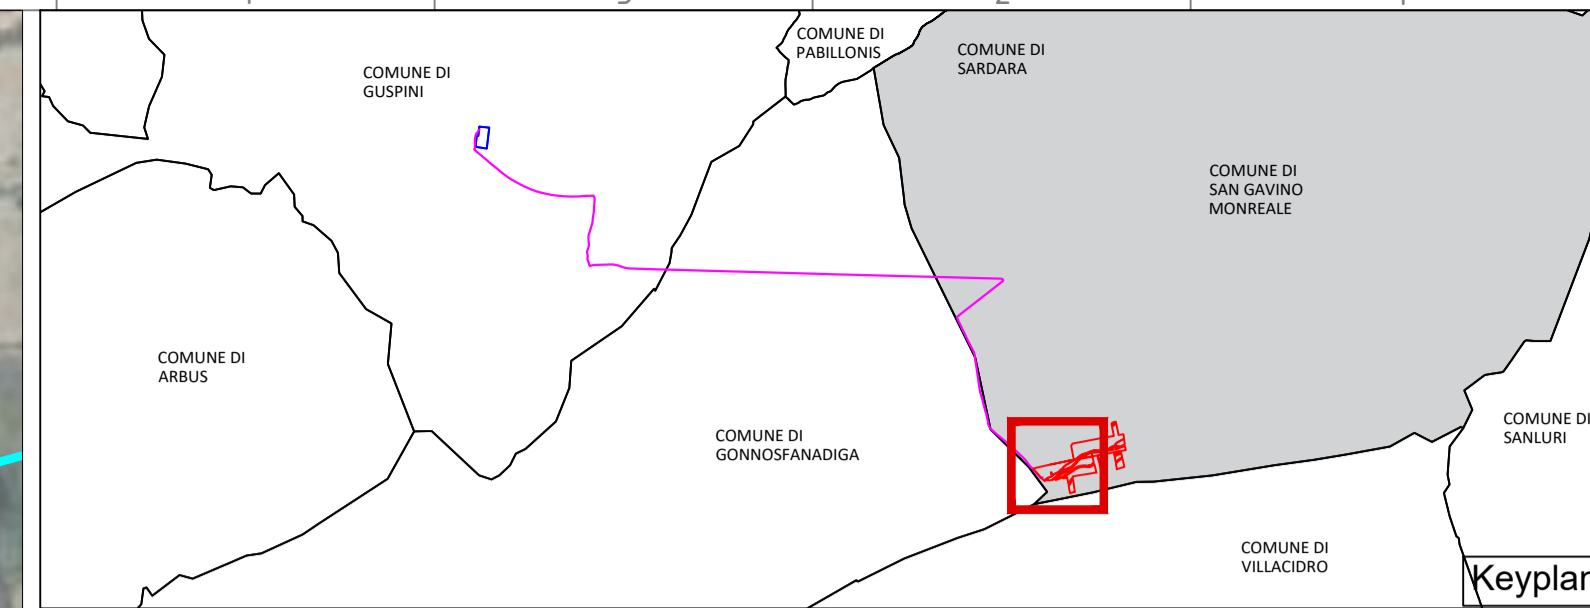 COMUNE DI
PABILLONIS
COMUNE DI
SARDARA
COMUNE DI
GUSPINI
COMUNE DI
SAN GAVINO
MONREALE
COMUNE DI
ARBUS
COMUNE DI
GONNOSFANADIGA
COMUNE DI
SANLURI
COMUNE DI
VILLACIDRO
Keyplan